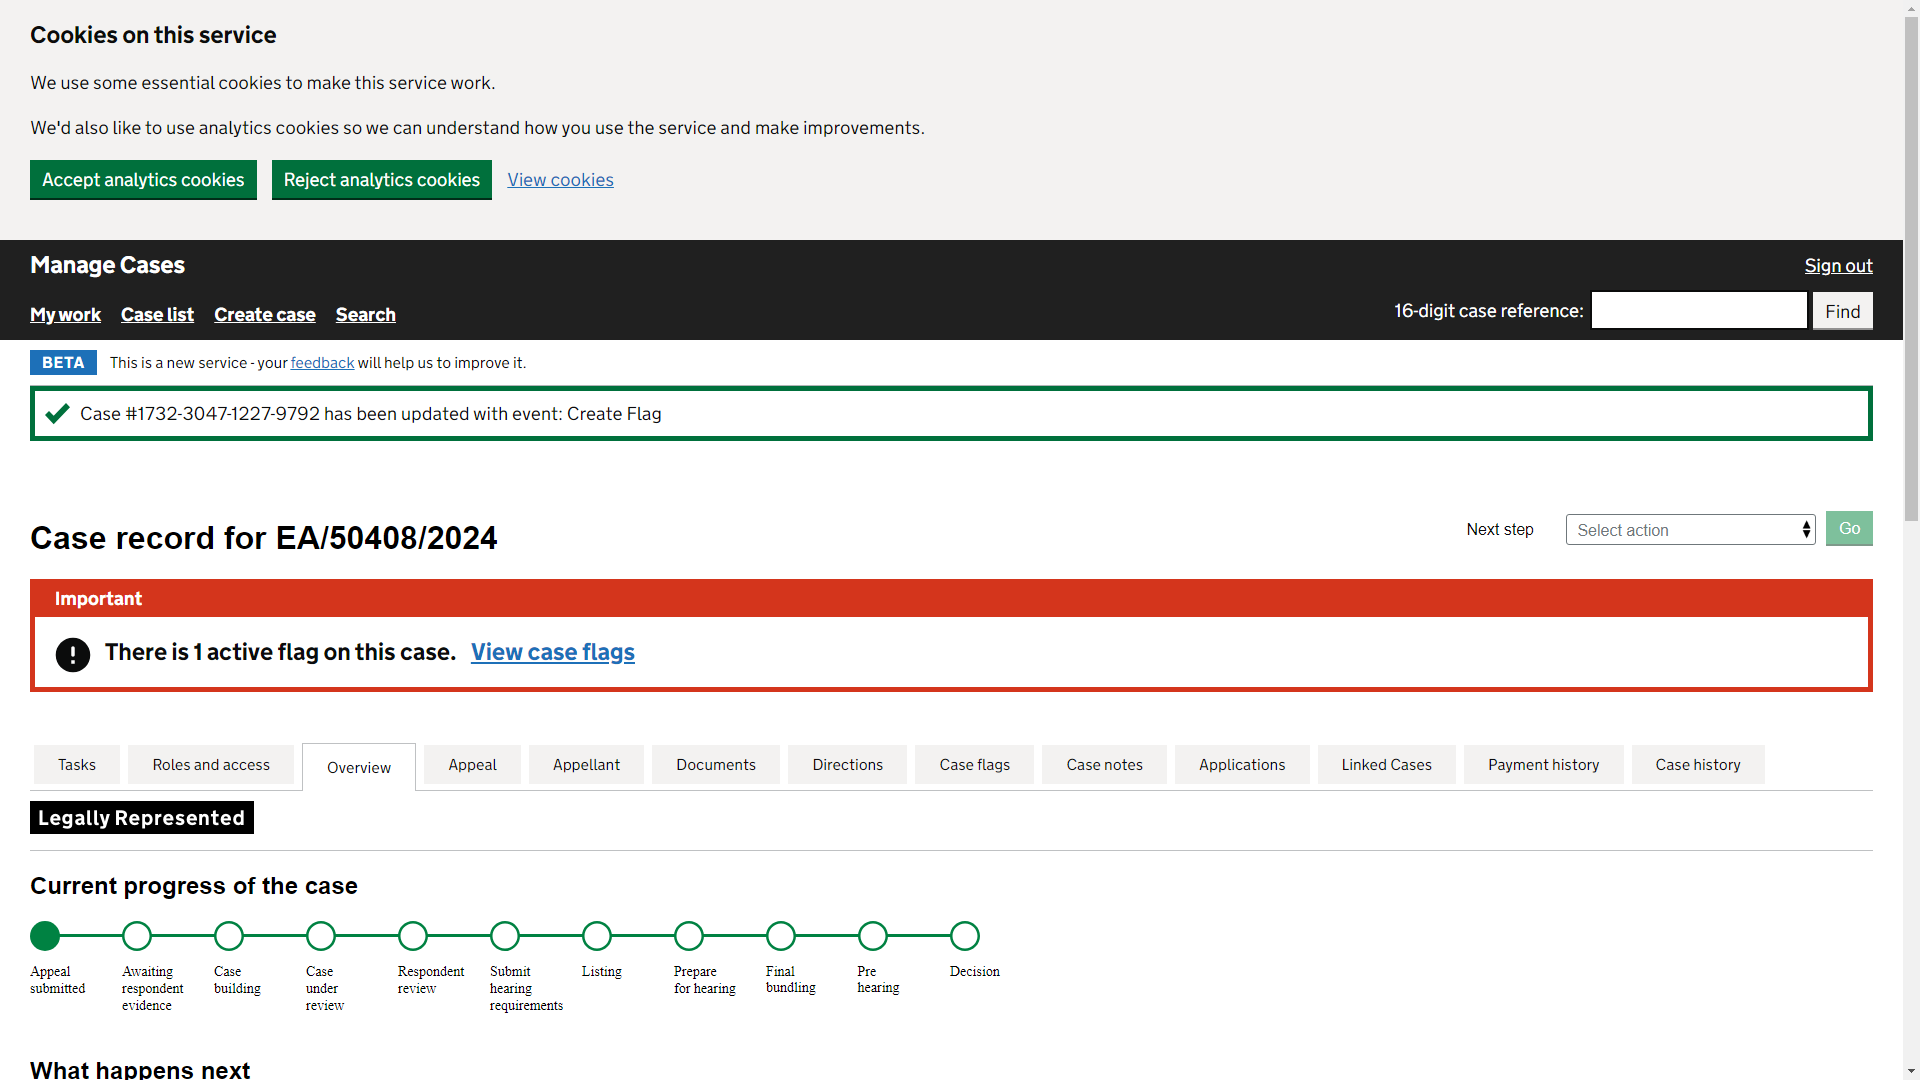 Cookies on this service
We use some essential cookies to make this service work.
We'd also like to use analytics cookies so we can understand how you use the service and make improvements.
Accept analytics cookies Reject analytics cookies View cookies
Manage Cases
Sign out
My work Case list Create case Search
16-digit case reference: Find
BETA This is a new service - your feedback will help us to improve it.
Case #1732-3047-1227-9792 has been updated with event: Create Flag
Case record for EA/50408/2024
Next step Select action Go
Important
There is 1 active flag on this case. View case flags
Tasks Roles and access Overview Appeal Appellant Documents Directions Case flags Case notes Applications Linked Cases Payment history Case history
Legally Represented
Current progress of the case
Appeal submitted
Awaiting respondent evidence
Case building
Case under review
Respondent review
Submit hearing requirements
Listing
Prepare for hearing
Final bundling
Pre hearing
Decision
What happens next